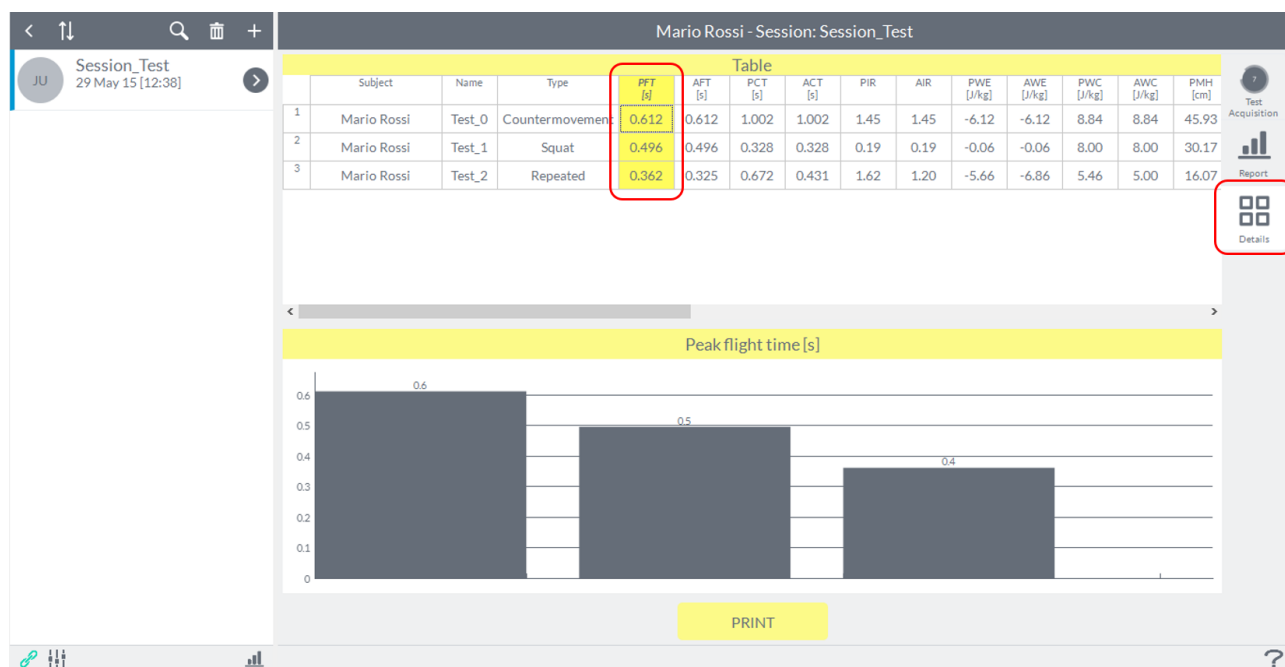 Mario Rossi - Session: Session_Test
JU
Session_Test
29 May 15 [12:38]
Table
Subject Name Type PFT [s] AFT [s] PCT [s] ACT [s] PIR AIR PWE [J/kg] AWE [J/kg] PWC [J/kg] AWC [J/kg] PMH [cm]
1 Mario Rossi Test_0 Countermovement 0.612 0.612 1.002 1.002 1.45 1.45 -6.12 -6.12 8.84 8.84 45.93
2 Mario Rossi Test_1 Squat 0.496 0.496 0.328 0.328 0.19 0.19 -0.06 -0.06 8.00 8.00 30.17
3 Mario Rossi Test_2 Repeated 0.362 0.325 0.672 0.431 1.62 1.20 -5.66 -6.86 5.46 5.00 16.07
7
Test
Acquisition
Report
Details
Peak flight time [s]
0.6
0.5
0.4
0.6
0.5
0.4
0.3
0.2
0.1
0
PRINT
?